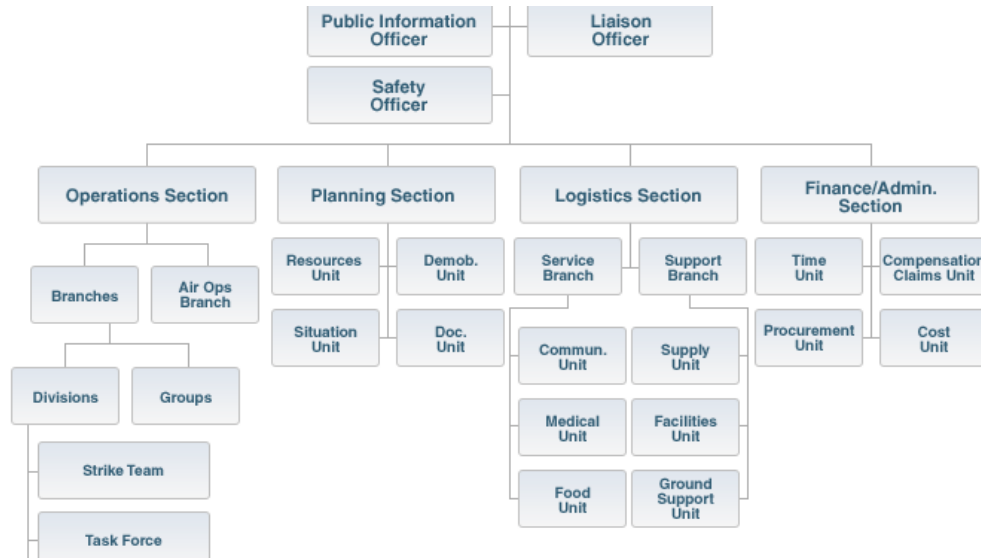 Public Information
Officer
Liaison
Officer
Safety
Officer
Operations Section
Planning Section
Logistics Section
Finance/Admin.
Section
Resources
Unit
Demob.
Unit
Service
Branch
Support
Branch
Time
Unit
Compensation
Claims Unit
Branches
Air Ops
Branch
Situation
Unit
Doc.
Unit
Procurement
Unit
Cost
Unit
Commun.
Unit
Supply
Unit
Divisions
Groups
Medical
Unit
Facilities
Unit
Strike Team
Food
Unit
Ground
Support
Unit
Task Force